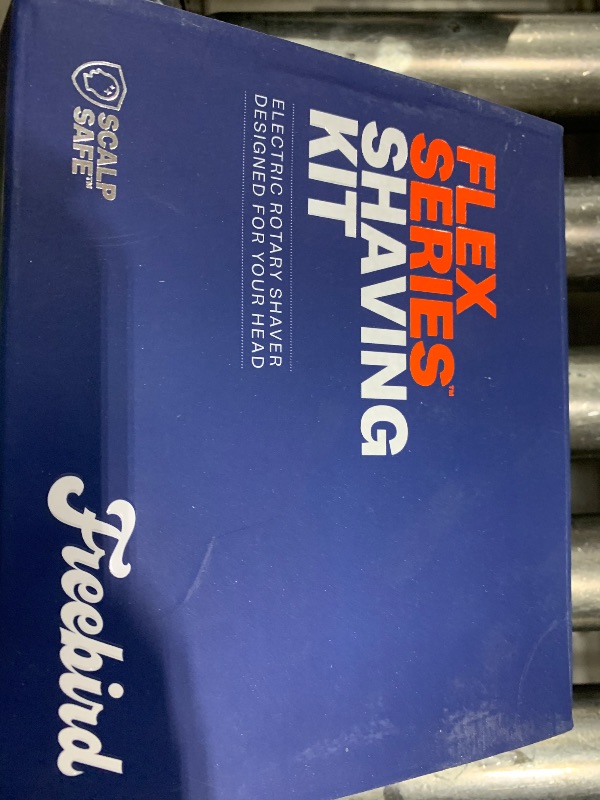 FLEX
SERIES™
SHAVING
KIT
ELECTRIC ROTARY SHAVER
DESIGNED FOR YOUR HEAD
SCALP
SAFE™
Freebird